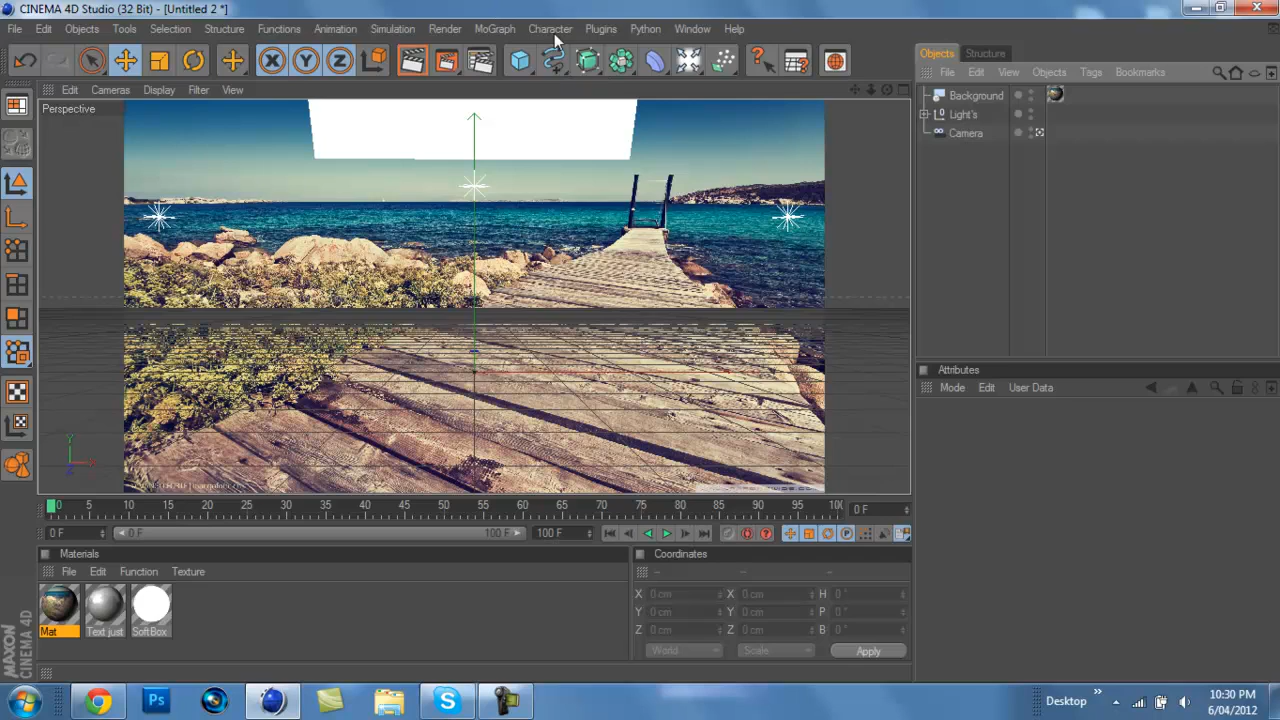 CINEMA 4D Studio (32 Bit) - [Untitled 2 *]
File Edit Objects Tools Selection Structure Functions Animation Simulation Render MoGraph Character Plugins Python Window Help
X Y Z
Objects Structure
File Edit View Objects Tags Bookmarks
Background
Light's
Camera
Edit Cameras Display Filter View
Perspective
Y
Attributes
Mode Edit User Data
0 5 10 15 20 25 30 35 40 45 50 55 60 65 70 75 80 85 90 95 100
0 F
0 F 0 F 100 F 100 F
Materials
File Edit Function Texture
Mat Text just SoftBox
Coordinates
-- -- --
X 0 cm X 0 cm H 0 °
Y 0 cm Y 0 cm P 0 °
Z 0 cm Z 0 cm B 0 °
World Scale Apply
MAXON CINEMA 4D
Ps
Desktop
10:30 PM
6/04/2012